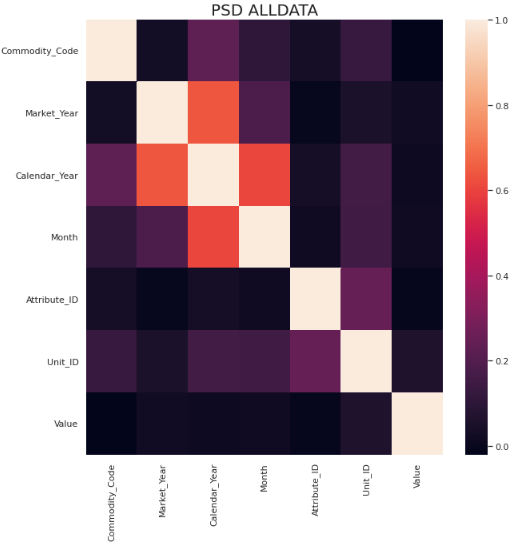 PSD ALLDATA
Commodity_Code
Market_Year
Calendar_Year
Month
Attribute_ID
Unit_ID
Value
Commodity_Code
Market_Year
Calendar_Year
Month
Attribute_ID
Unit_ID
Value
1.0
0.8
0.6
0.4
0.2
0.0